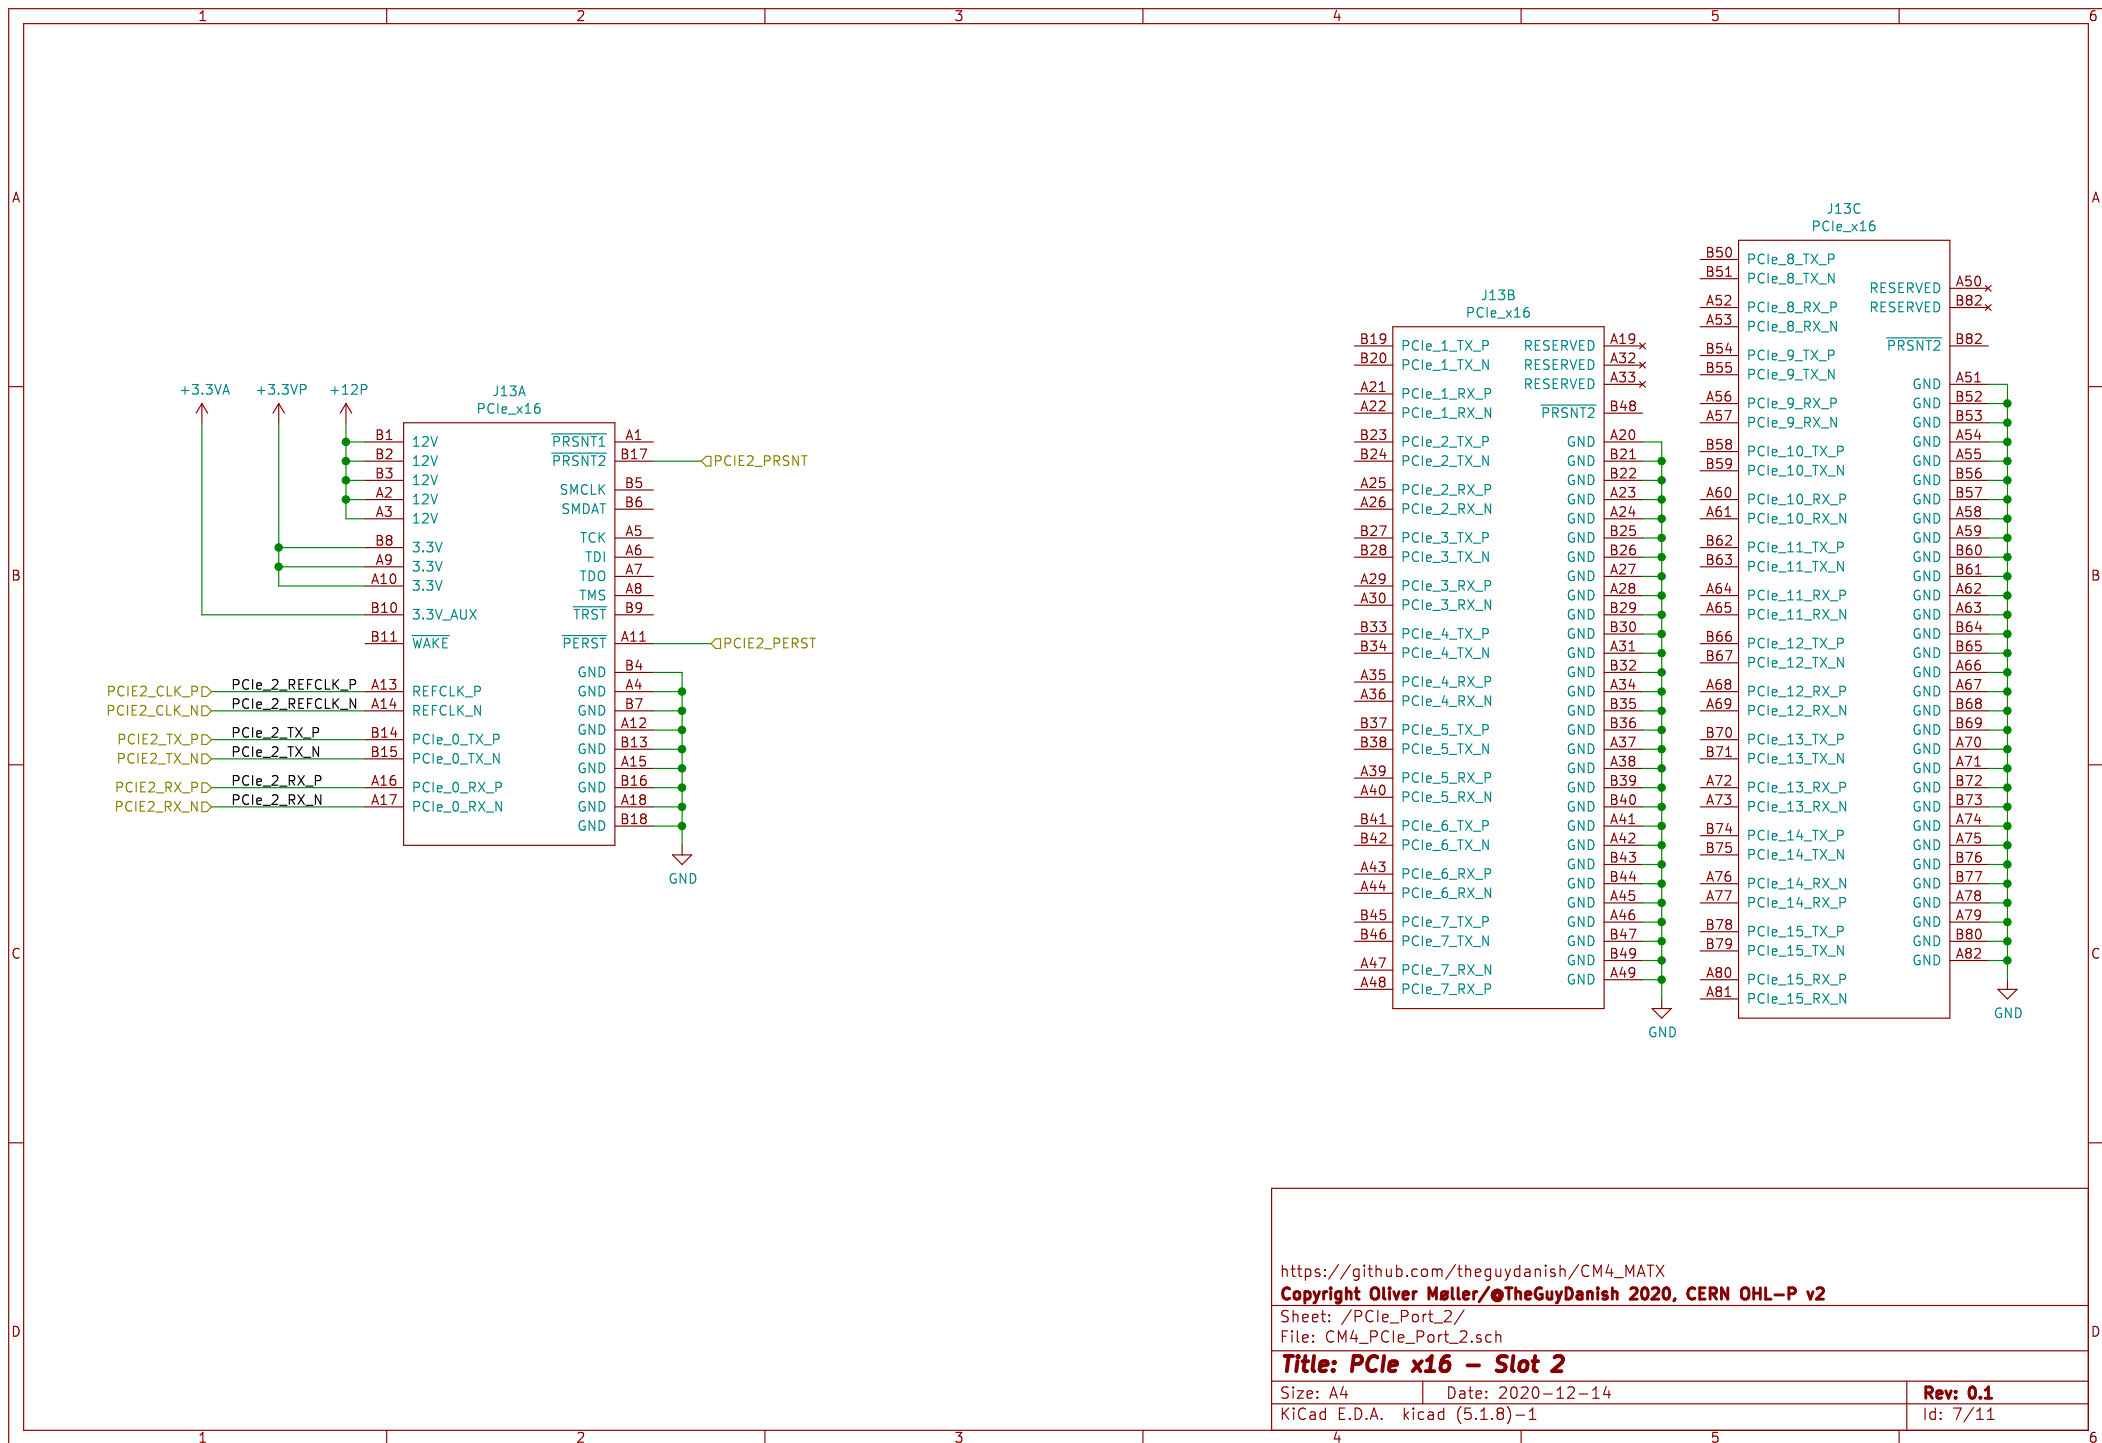 1 2 3 4 5 6
A A
B B
C C
D D
+3.3VA +3.3VP +12P
J13A
PCIe_x16
B1 12V PRSNT1 A1
B2 12V PRSNT2 B17 PCIE2_PRSNT
B3 12V
A2 12V SMCLK B5
A3 12V SMDAT B6
TCK A5
B8 3.3V TDI A6
A9 3.3V TDO A7
A10 3.3V TMS A8
B10 3.3V_AUX TRST B9
B11 WAKE PERST A11 PCIE2_PERST
GND B4
PCIE2_CLK_P PCIe_2_REFCLK_P A13 REFCLK_P GND A4
PCIE2_CLK_N PCIe_2_REFCLK_N A14 REFCLK_N GND B7
GND A12
PCIE2_TX_P PCIe_2_TX_P B14 PCIe_0_TX_P GND B13
PCIE2_TX_N PCIe_2_TX_N B15 PCIe_0_TX_N GND A15
PCIE2_RX_P PCIe_2_RX_P A16 PCIe_0_RX_P GND B16
PCIE2_RX_N PCIe_2_RX_N A17 PCIe_0_RX_N GND A18
GND B18
GND
J13B
PCIe_x16
B19 PCIe_1_TX_P RESERVED A19
B20 PCIe_1_TX_N RESERVED A32
A21 PCIe_1_RX_P RESERVED A33
A22 PCIe_1_RX_N PRSNT2 B48
B23 PCIe_2_TX_P GND A20
B24 PCIe_2_TX_N GND B21
GND B22
A25 PCIe_2_RX_P GND A23
A26 PCIe_2_RX_N GND A24
B27 PCIe_3_TX_P GND B25
B28 PCIe_3_TX_N GND B26
GND A27
A29 PCIe_3_RX_P GND A28
A30 PCIe_3_RX_N GND B29
B33 PCIe_4_TX_P GND B30
B34 PCIe_4_TX_N GND A31
GND B32
A35 PCIe_4_RX_P GND A34
A36 PCIe_4_RX_N GND B35
B37 PCIe_5_TX_P GND B36
B38 PCIe_5_TX_N GND A37
GND A38
A39 PCIe_5_RX_P GND B39
A40 PCIe_5_RX_N GND B40
B41 PCIe_6_TX_P GND A41
B42 PCIe_6_TX_N GND A42
GND B43
A43 PCIe_6_RX_P GND B44
A44 PCIe_6_RX_N GND A45
B45 PCIe_7_TX_P GND A46
B46 PCIe_7_TX_N GND B47
GND B49
A47 PCIe_7_RX_N GND A49
A48 PCIe_7_RX_P
GND
J13C
PCIe_x16
B50 PCIe_8_TX_P
B51 PCIe_8_TX_N RESERVED A50
A52 PCIe_8_RX_P RESERVED B82
A53 PCIe_8_RX_N
B54 PCIe_9_TX_P PRSNT2 B82
B55 PCIe_9_TX_N GND A51
A56 PCIe_9_RX_P GND B52
A57 PCIe_9_RX_N GND B53
GND A54
B58 PCIe_10_TX_P GND A55
B59 PCIe_10_TX_N GND B56
A60 PCIe_10_RX_P GND B57
A61 PCIe_10_RX_N GND A58
GND A59
B62 PCIe_11_TX_P GND B60
B63 PCIe_11_TX_N GND B61
A64 PCIe_11_RX_P GND A62
A65 PCIe_11_RX_N GND A63
GND B64
B66 PCIe_12_TX_P GND B65
B67 PCIe_12_TX_N GND A66
A68 PCIe_12_RX_P GND A67
A69 PCIe_12_RX_N GND B68
GND B69
B70 PCIe_13_TX_P GND A70
B71 PCIe_13_TX_N GND A71
A72 PCIe_13_RX_P GND B72
A73 PCIe_13_RX_N GND B73
GND A74
B74 PCIe_14_TX_P GND A75
B75 PCIe_14_TX_N GND B76
A76 PCIe_14_RX_N GND B77
A77 PCIe_14_RX_P GND A78
GND A79
B78 PCIe_15_TX_P GND B80
B79 PCIe_15_TX_N GND A82
A80 PCIe_15_RX_P
A81 PCIe_15_RX_N
GND
https://github.com/theguydanish/CM4_MATX
Copyright Oliver Møller/@TheGuyDanish 2020, CERN OHL-P v2
Sheet: /PCIe_Port_2/
File: CM4_PCIe_Port_2.sch
Title: PCIe x16 - Slot 2
Size: A4 Date: 2020-12-14 Rev: 0.1
KiCad E.D.A. kicad (5.1.8)-1 Id: 7/11
1 2 3 4 5 6